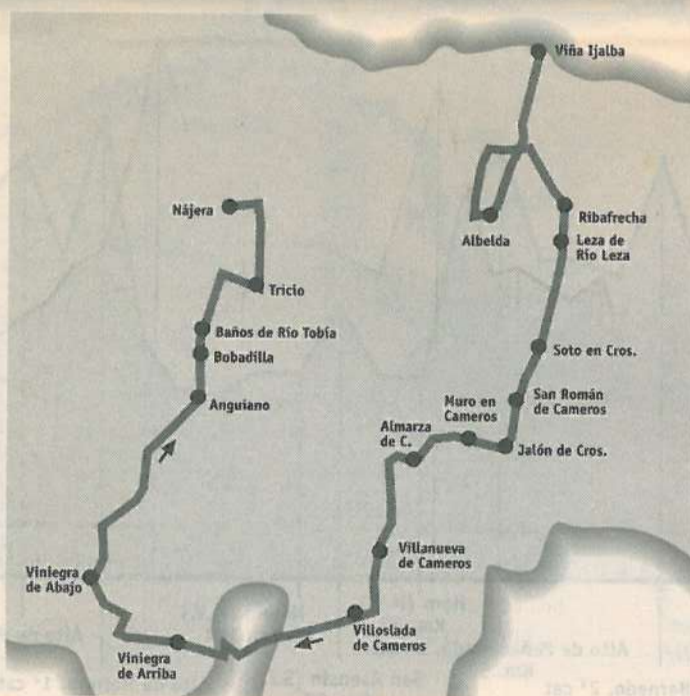 Viña Ijalba
Nájera
Ribafrecha
Albelda
Leza de
Río Leza
Tricio
Baños de Río Tobía
Bobadilla
Soto en Cros.
Anguiano
Muro en
Cameros
San Román
de Cameros
Almarza
de C.
Jalón de Cros.
Villanueva
de Cameros
Viniegra
de Abajo
Villoslada
de Cameros
Viniegra
de Arriba